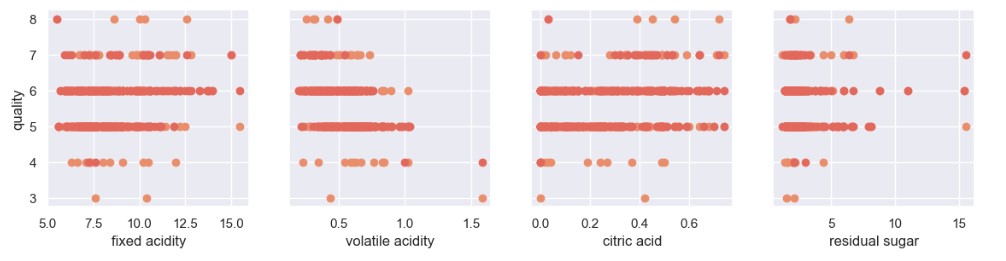 8
7
6
5
4
3
quality
5.0 7.5 10.0 12.5 15.0
0.5 1.0 1.5
0.0 0.2 0.4 0.6
5 10 15
fixed acidity
volatile acidity
citric acid
residual sugar